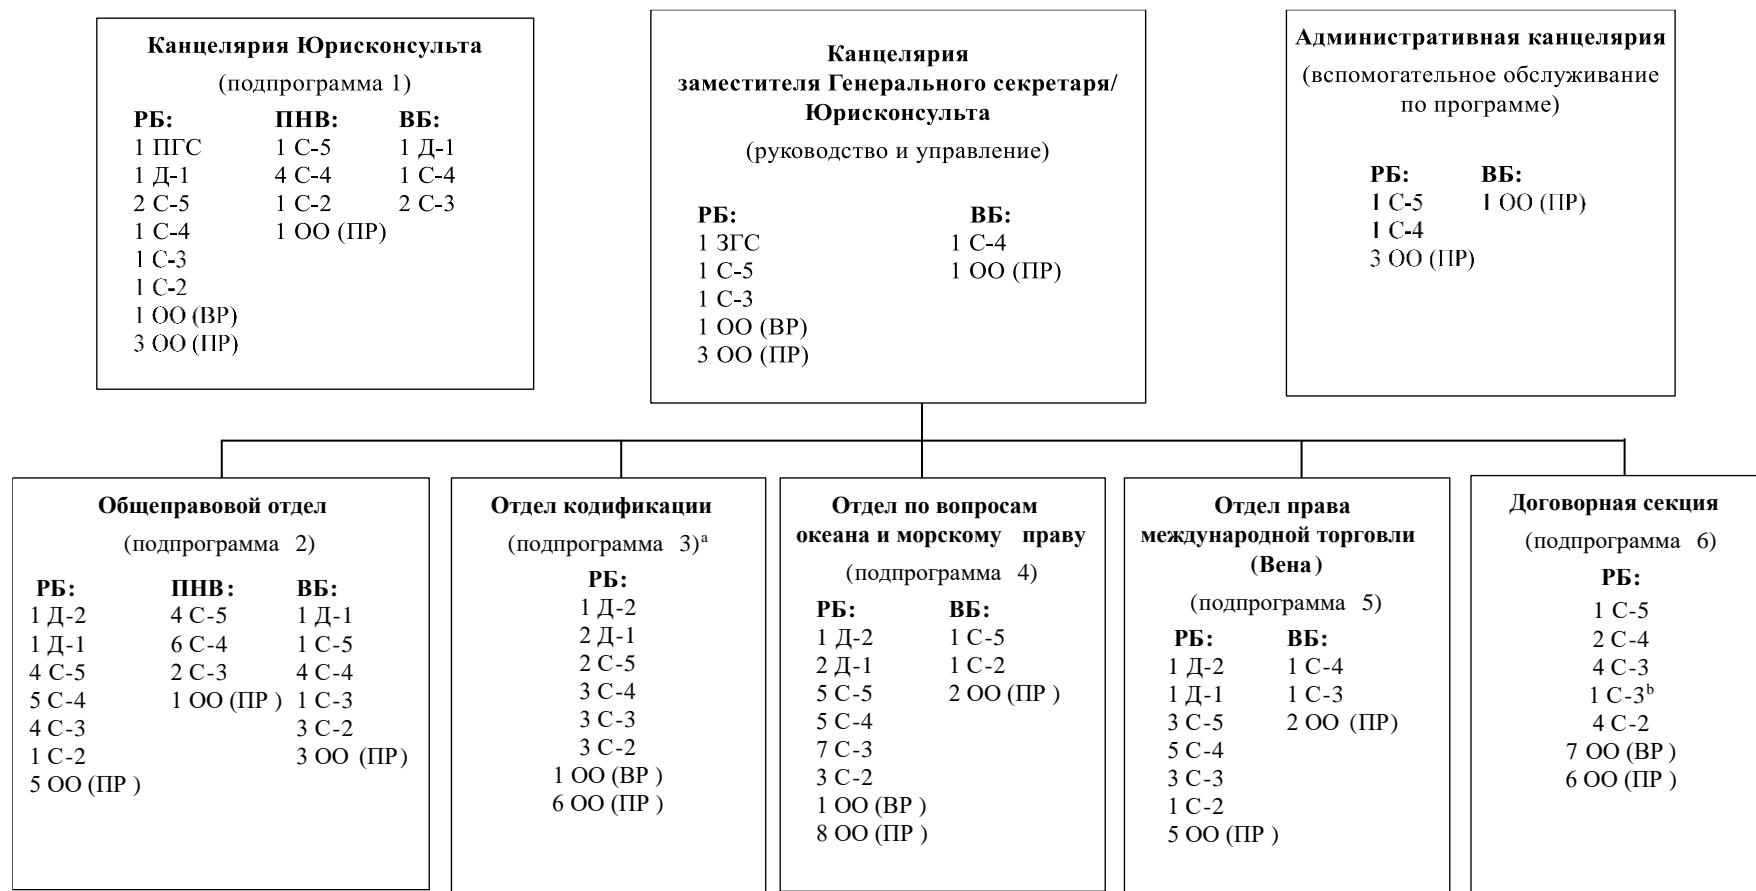 Канцелярия Юрисконсульта
(подпрограмма 1)
РБ: ПНВ: ВБ:
1 ПГС 1 С-5 1 Д-1
1 Д-1 4 С-4 1 С-4
2 С-5 1 С-2 2 С-3
1 С-4 1 ОО (ПР)
1 С-3
1 С-2
1 ОО (ВР)
3 ОО (ПР)
Канцелярия
заместителя Генерального секретаря/
Юрисконсульта
(руководство и управление)
РБ: ВБ:
1 ЗГС 1 С-4
1 С-5 1 ОО (ПР)
1 С-3
1 ОО (ВР)
3 ОО (ПР)
Административная канцелярия
(вспомогательное обслуживание
по программе)
РБ: ВБ:
1 С-5 1 ОО (ПР)
1 С-4
3 ОО (ПР)
Общеправовой отдел
(подпрограмма 2)
РБ: ПНВ: ВБ:
1 Д-2 4 С-5 1 Д-1
1 Д-1 6 С-4 1 С-5
4 С-5 2 С-3 4 С-4
5 С-4 1 ОО (ПР ) 1 С-3
4 С-3 3 С-2
1 С-2 3 ОО (ПР)
5 ОО (ПР )
Отдел кодификации
(подпрограмма 3)ᵃ
РБ:
1 Д-2
2 Д-1
2 С-5
3 С-4
3 С-3
3 С-2
1 ОО (ВР )
6 ОО (ПР )
Отдел по вопросам
океана и морскому праву
(подпрограмма 4)
РБ: ВБ:
1 Д-2 1 С-5
2 Д-1 1 С-2
5 С-5 2 ОО (ПР )
5 С-4
7 С-3
3 С-2
1 ОО (ВР )
8 ОО (ПР )
Отдел права
международной торговли
(Вена)
(подпрограмма 5)
РБ: ВБ:
1 Д-2 1 С-4
1 Д-1 1 С-3
3 С-5 2 ОО (ПР)
5 С-4
3 С-3
1 С-2
5 ОО (ПР )
Договорная секция
(подпрограмма 6)
РБ:
1 С-5
2 С-4
4 С-3
1 С-3ᵇ
4 С-2
7 ОО (ВР )
6 ОО (ПР )